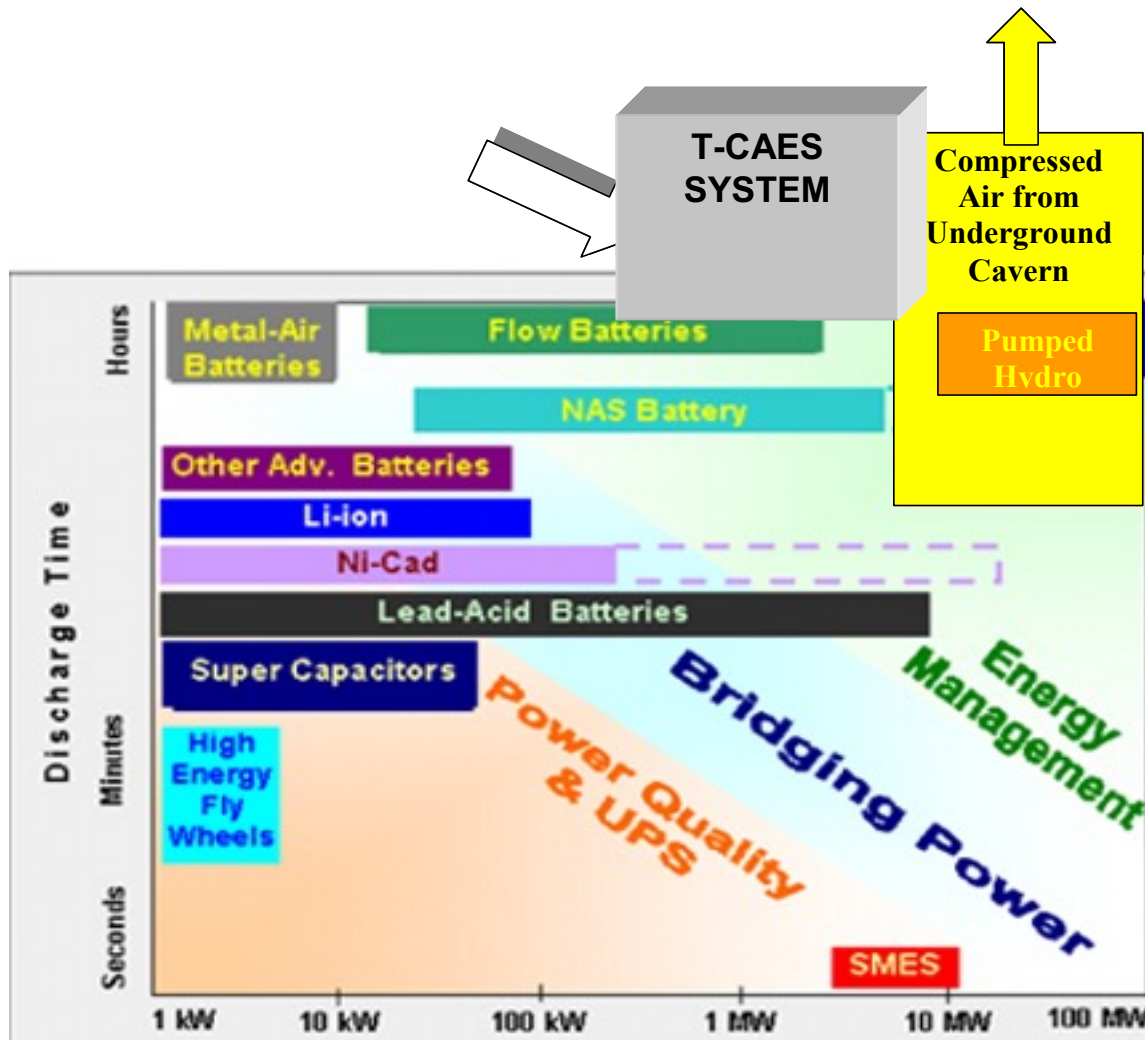 T-CAES
SYSTEM
Compressed
Air from
Underground
Cavern
Pumped
Hydro
Hours
Metal-Air
Batteries
Flow Batteries
NAS Battery
Other Adv. Batteries
Li-ion
Ni-Cad
Lead-Acid Batteries
Super Capacitors
High
Energy
Fly
Wheels
Discharge Time
Minutes
Seconds
Power Quality
& UPS
Bridging Power
Energy
Management
SMES
1 kW
10 kW
100 kW
1 MW
10 MW
100 MW